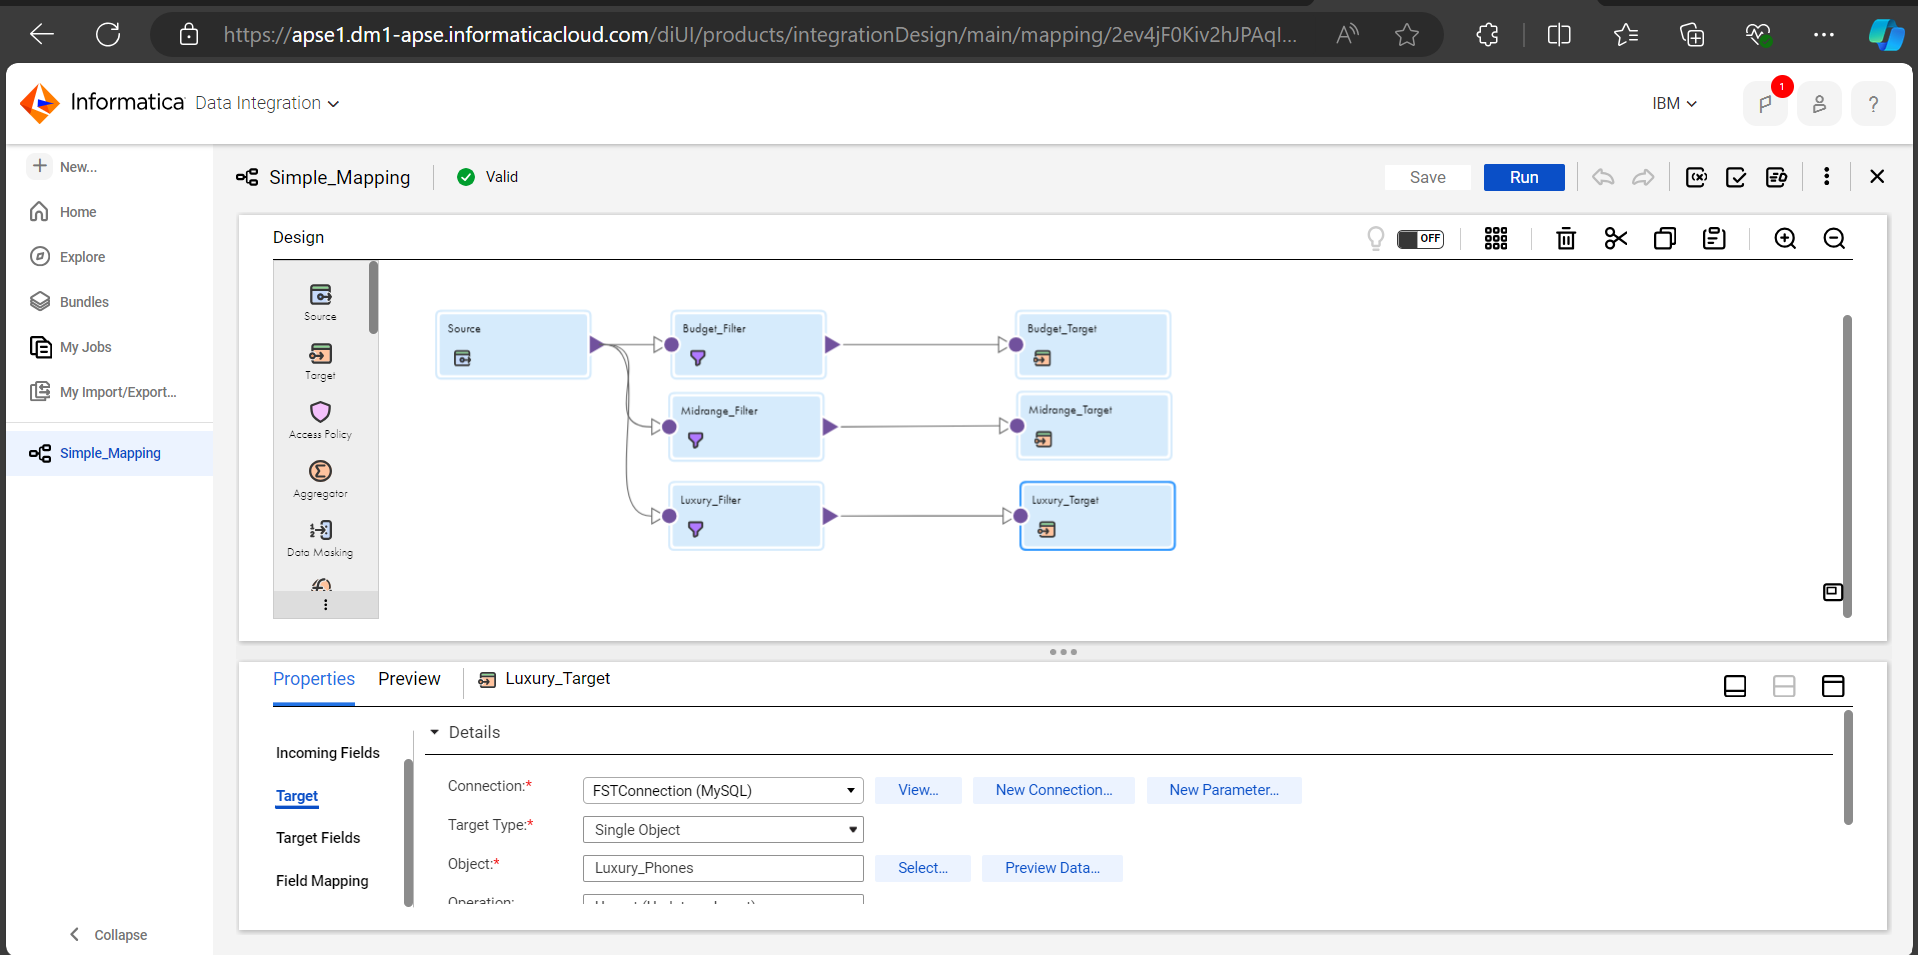 https://apse1.dm1-apse.informaticacloud.com/diUI/products/integrationDesign/main/mapping/2ev4jF0Kiv2hJPAqI...
Informatica Data Integration
IBM
1
?
New...
Home
Explore
Bundles
My Jobs
My Import/Export...
Simple_Mapping
Collapse
Simple_Mapping
Valid
Save
Run
Design
OFF
Source
Target
Access Policy
Aggregator
Data Masking
Source
Budget_Filter
Budget_Target
Midrange_Filter
Midrange_Target
Luxury_Filter
Luxury_Target
Properties
Preview
Luxury_Target
Incoming Fields
Target
Target Fields
Field Mapping
Details
Connection:*
FSTConnection (MySQL)
View...
New Connection...
New Parameter...
Target Type:*
Single Object
Object:*
Luxury_Phones
Select...
Preview Data...
Operation: